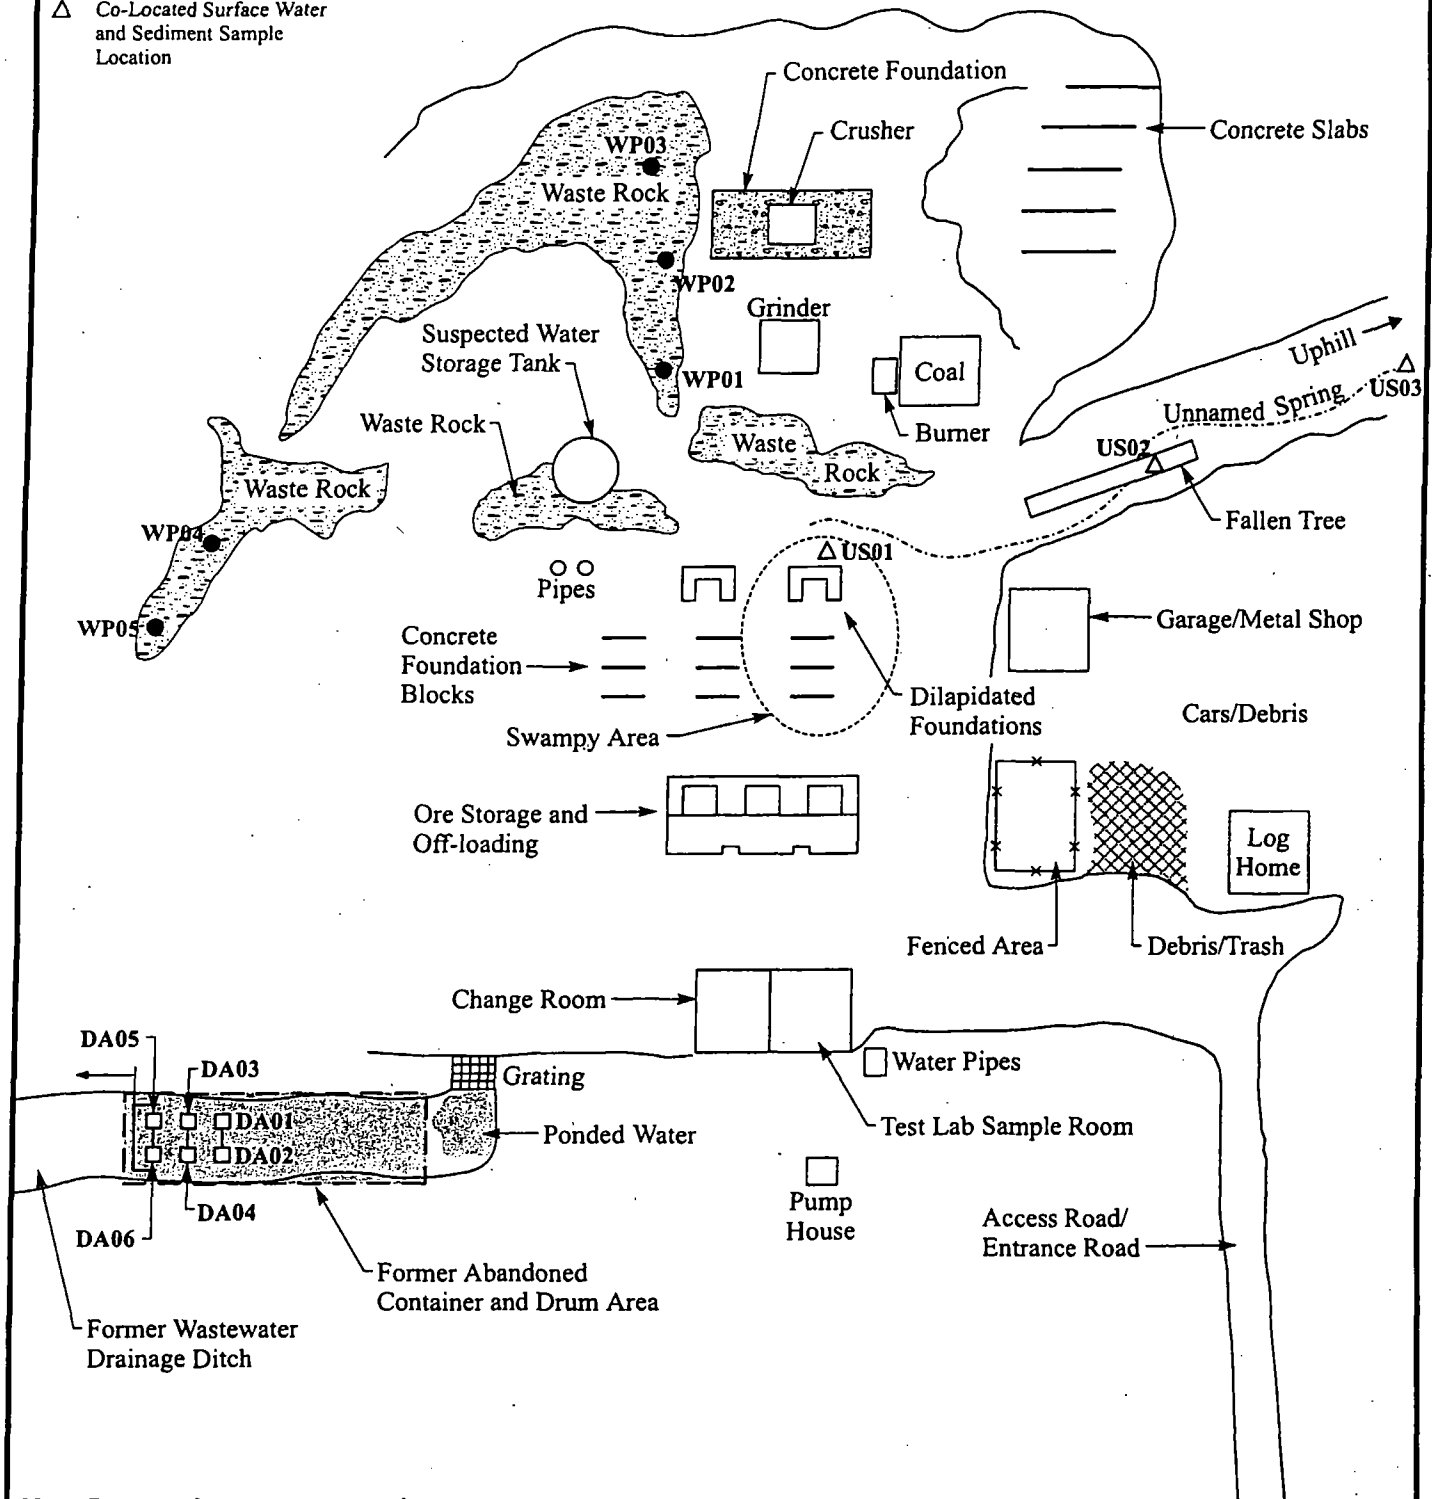 △ Co-Located Surface Water
and Sediment Sample
Location
Concrete Foundation
Crusher
Concrete Slabs
WP03
Waste Rock
WP02
Grinder
Suspected Water
Storage Tank
Uphill
WP01
Coal
US03
Unnamed Spring
Waste Rock
Burner
Waste
Rock
US02
Waste Rock
Fallen Tree
WP04
US01
Pipes
WP05
Garage/Metal Shop
Concrete
Foundation
Blocks
Dilapidated
Foundations
Cars/Debris
Swampy Area
Ore Storage and
Off-loading
Log
Home
Fenced Area
Debris/Trash
Change Room
DA05
DA03
Grating
Water Pipes
DA01
Ponded Water
Test Lab Sample Room
DA02
DA04
DA06
Pump
House
Access Road/
Entrance Road
Former Abandoned
Container and Drum Area
Former Wastewater
Drainage Ditch